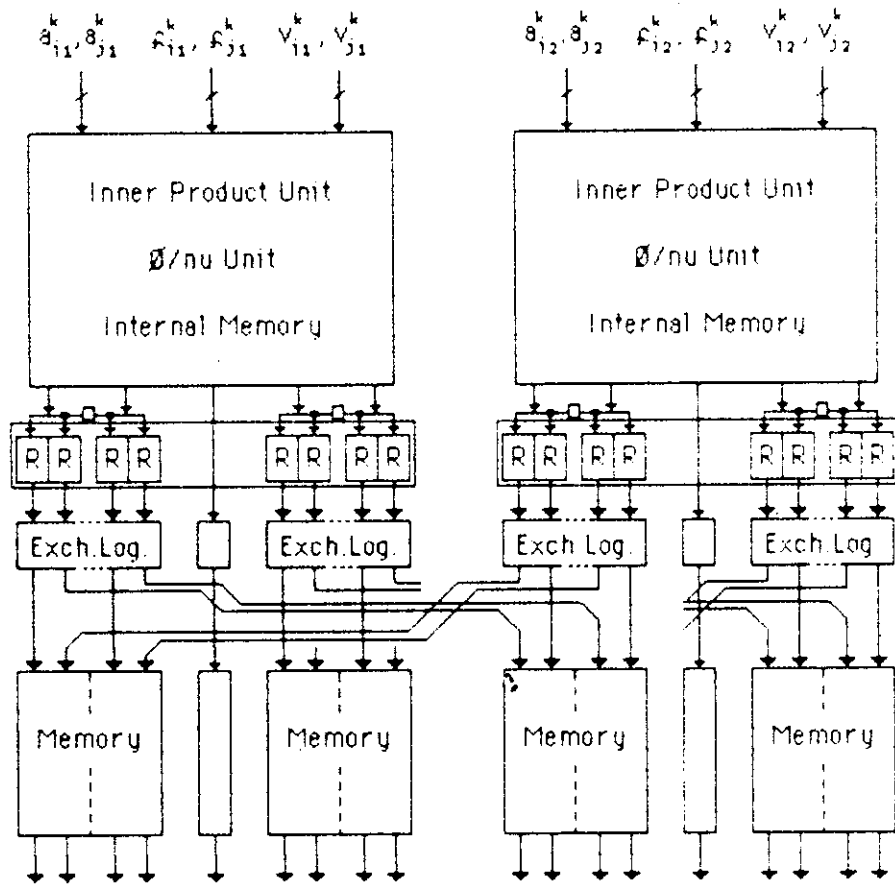 a^k_{i1}, a^k_{j1} f^k_{i1}, f^k_{j1} v^k_{i1}, v^k_{j1} a^k_{i2}, a^k_{j2} f^k_{i2}, f^k_{j2} v^k_{i2}, v^k_{j2}
Inner Product Unit
Ø/nu Unit
Internal Memory
Inner Product Unit
Ø/nu Unit
Internal Memory
R R R R R R R R R R R R R R R R
Exch.Log. Exch.Log. Exch.Log. Exch.Log
Memory Memory Memory Memory